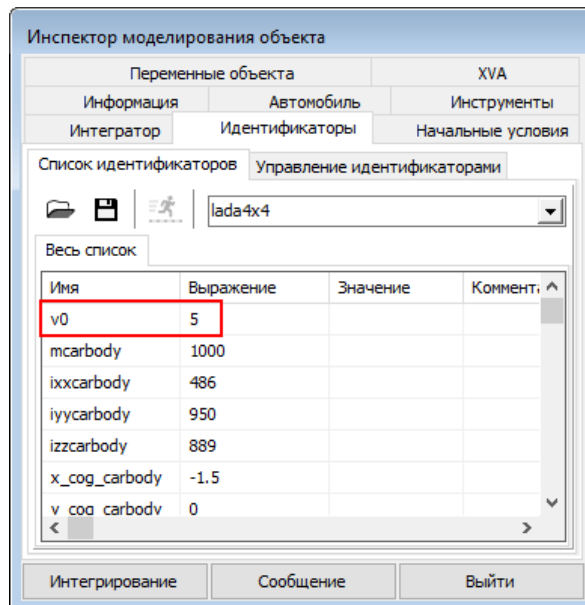 Инспектор моделирования объекта
Переменные объекта XVA
Информация Автомобиль Инструменты
Интегратор Идентификаторы Начальные условия
Список идентификаторов Управление идентификаторами
lada4x4
Весь список
Имя Выражение Значение Коммента
v0 5
mcarbody 1000
ixxcarbody 486
iyycarbody 950
izzcarbody 889
x_cog_carbody -1.5
y_cog_carbody 0
Интегрирование Сообщение Выйти